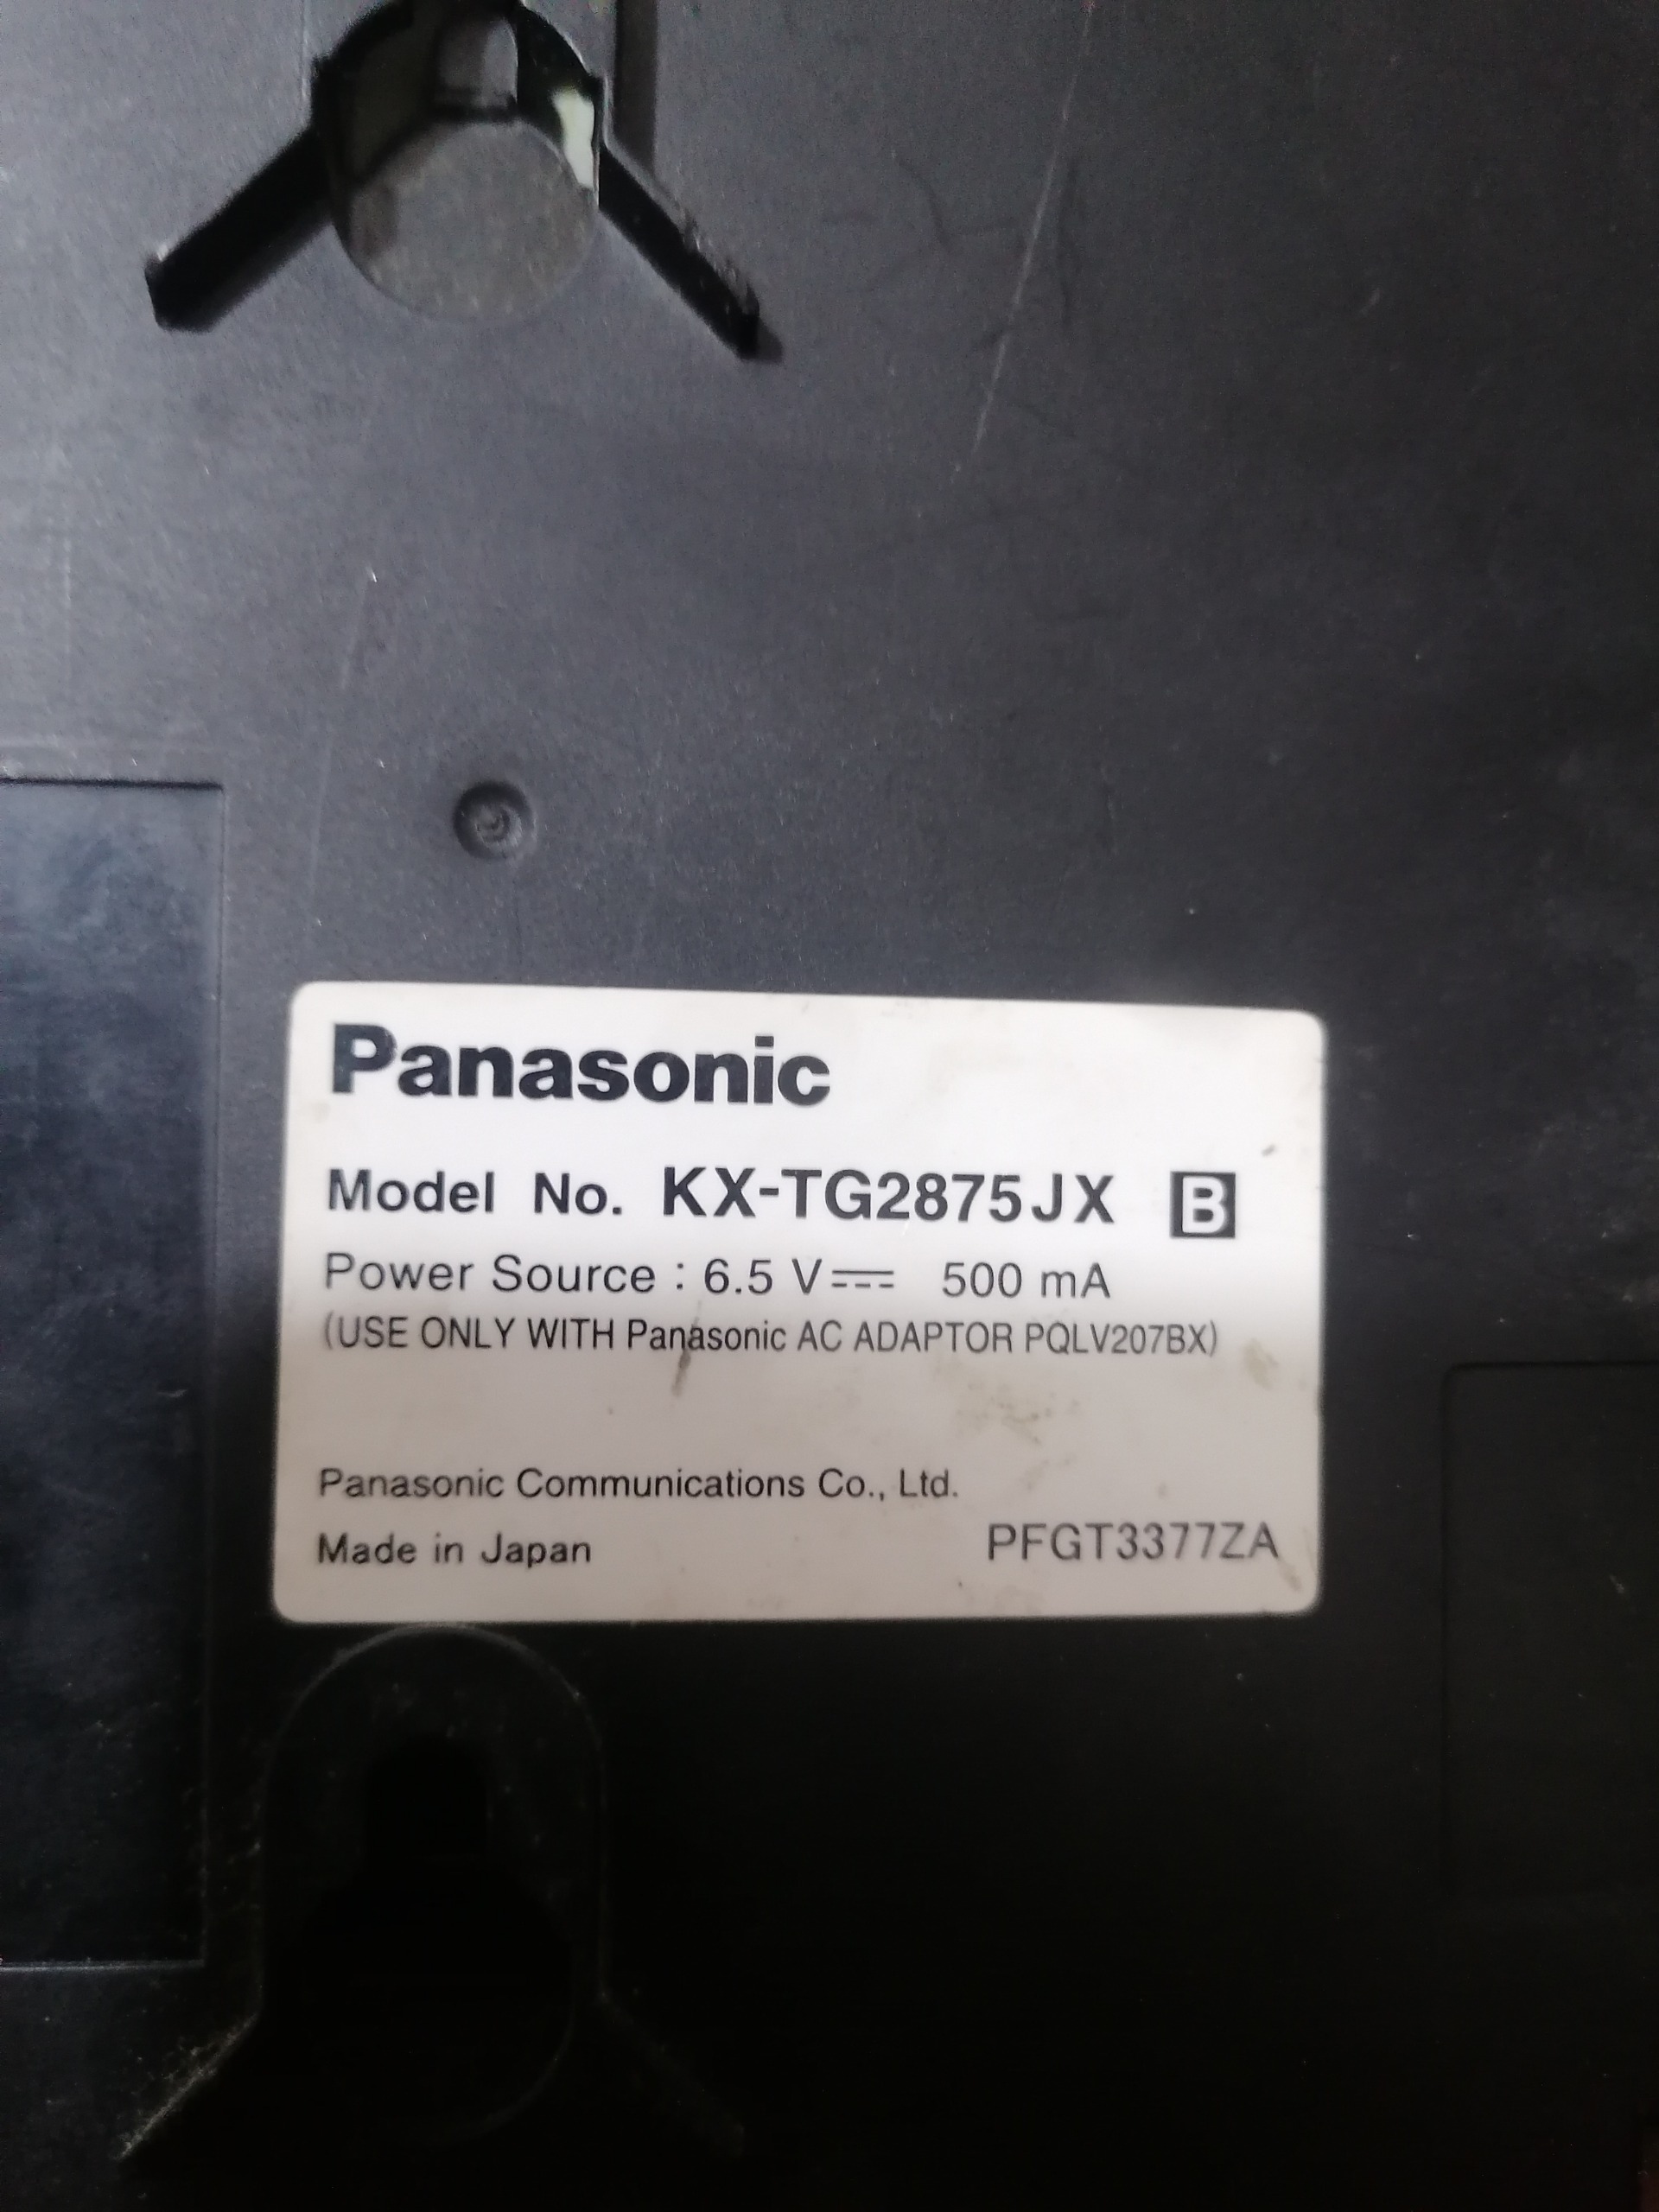 Panasonic
Model No. KX-TG2875JX B
Power Source : 6.5 V⎓ 500 mA
(USE ONLY WITH Panasonic AC ADAPTOR PQLV207BX)
Panasonic Communications Co., Ltd.
Made in Japan PFGT3377ZA